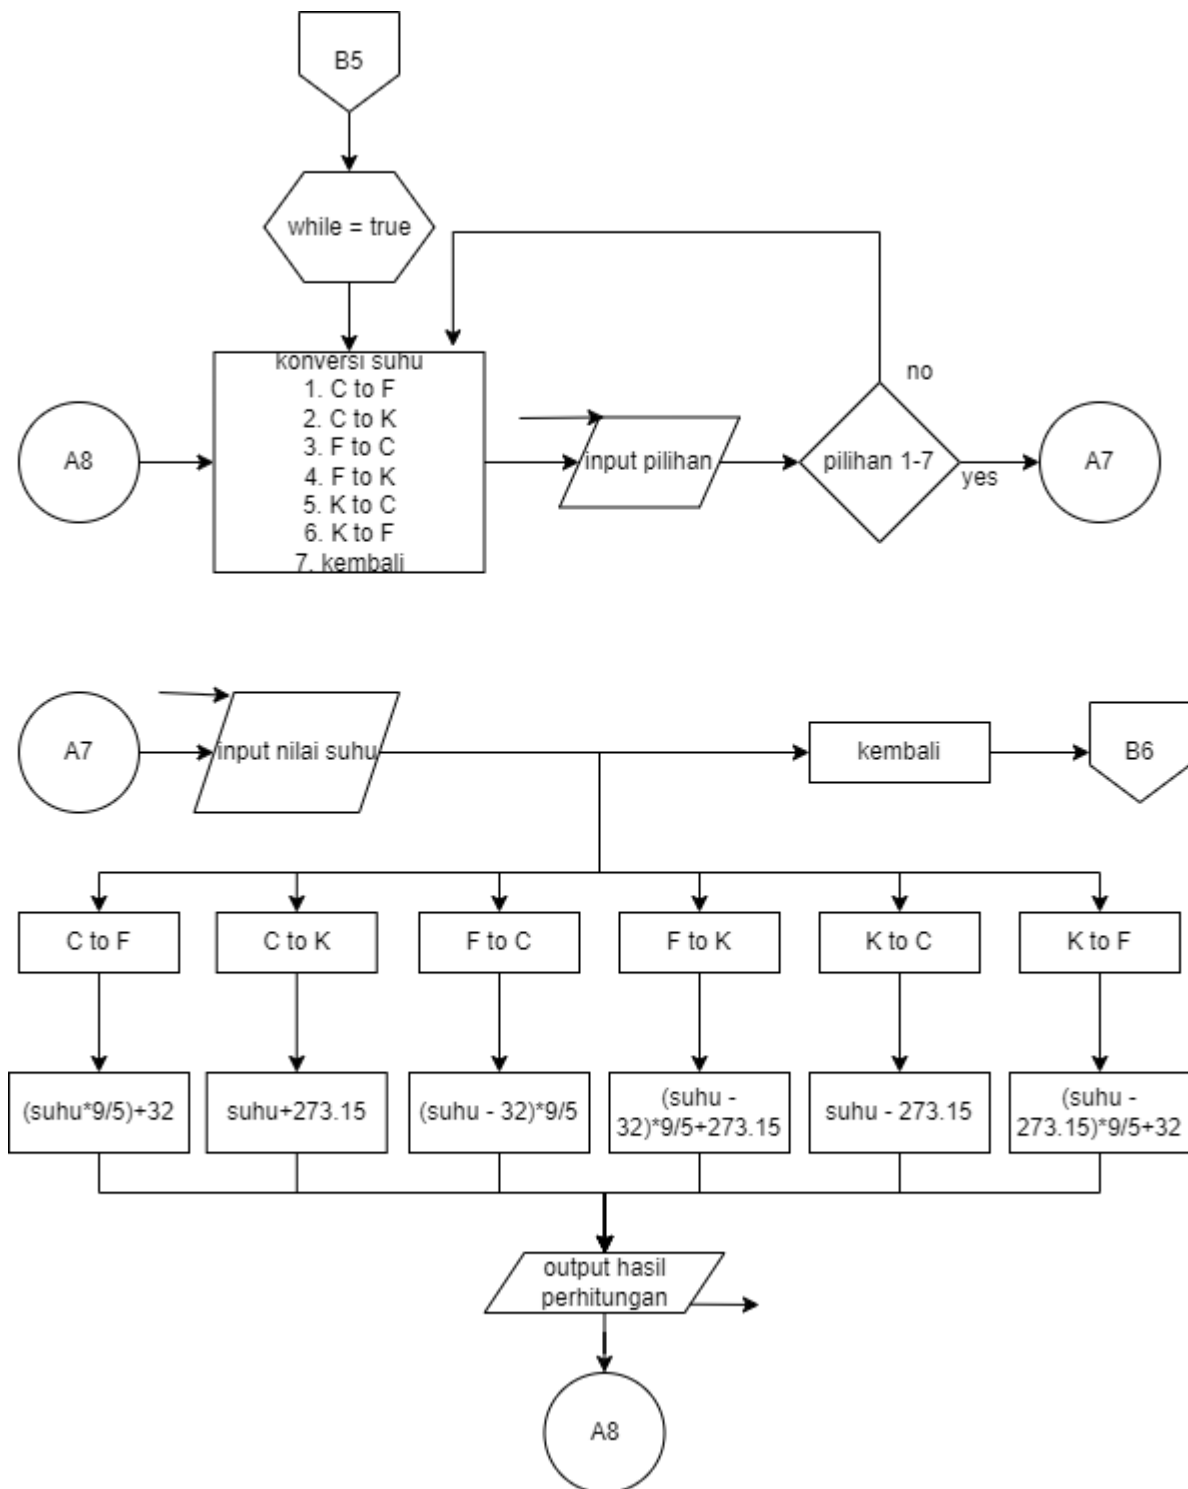 B5
while = true
konversi suhu
1. C to F
2. C to K
3. F to C
4. F to K
5. K to C
6. K to F
7. kembali
A8
input pilihan
pilihan 1-7
no
yes
A7
A7
input nilai suhu
kembali
B6
C to F
C to K
F to C
F to K
K to C
K to F
(suhu*9/5)+32
suhu+273.15
(suhu - 32)*9/5
(suhu -
32)*9/5+273.15
suhu - 273.15
(suhu -
273.15)*9/5+32
output hasil
perhitungan
A8